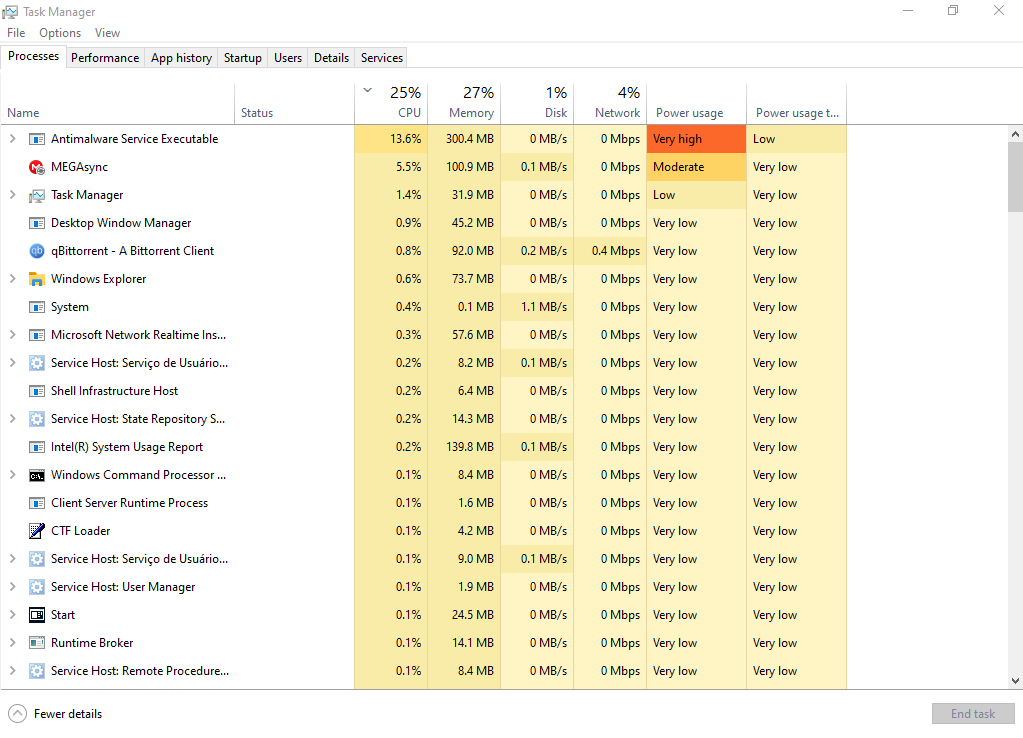 Task Manager
File Options View
Processes Performance App history Startup Users Details Services
25% 27% 1% 4%
Name Status CPU Memory Disk Network Power usage Power usage t...
Antimalware Service Executable 13.6% 300.4 MB 0 MB/s 0 Mbps Very high Low
MEGAsync 5.5% 100.9 MB 0.1 MB/s 0 Mbps Moderate Very low
Task Manager 1.4% 31.9 MB 0 MB/s 0 Mbps Low Very low
Desktop Window Manager 0.9% 45.2 MB 0 MB/s 0 Mbps Very low Very low
qb qBittorrent - A Bittorrent Client 0.8% 92.0 MB 0.2 MB/s 0.4 Mbps Very low Very low
Windows Explorer 0.6% 73.7 MB 0 MB/s 0 Mbps Very low Very low
System 0.4% 0.1 MB 1.1 MB/s 0 Mbps Very low Very low
Microsoft Network Realtime Ins... 0.3% 57.6 MB 0 MB/s 0 Mbps Very low Very low
Service Host: Serviço de Usuário... 0.2% 8.2 MB 0.1 MB/s 0 Mbps Very low Very low
Shell Infrastructure Host 0.2% 6.4 MB 0 MB/s 0 Mbps Very low Very low
Service Host: State Repository S... 0.2% 14.3 MB 0 MB/s 0 Mbps Very low Very low
Intel(R) System Usage Report 0.2% 139.8 MB 0.1 MB/s 0 Mbps Very low Very low
Windows Command Processor ... 0.1% 8.4 MB 0 MB/s 0 Mbps Very low Very low
Client Server Runtime Process 0.1% 1.6 MB 0 MB/s 0 Mbps Very low Very low
CTF Loader 0.1% 4.2 MB 0 MB/s 0 Mbps Very low Very low
Service Host: Serviço de Usuário... 0.1% 9.0 MB 0.1 MB/s 0 Mbps Very low Very low
Service Host: User Manager 0.1% 1.9 MB 0 MB/s 0 Mbps Very low Very low
Start 0.1% 24.5 MB 0 MB/s 0 Mbps Very low Very low
Runtime Broker 0.1% 14.1 MB 0 MB/s 0 Mbps Very low Very low
Service Host: Remote Procedure... 0.1% 8.4 MB 0 MB/s 0 Mbps Very low Very low
Fewer details End task